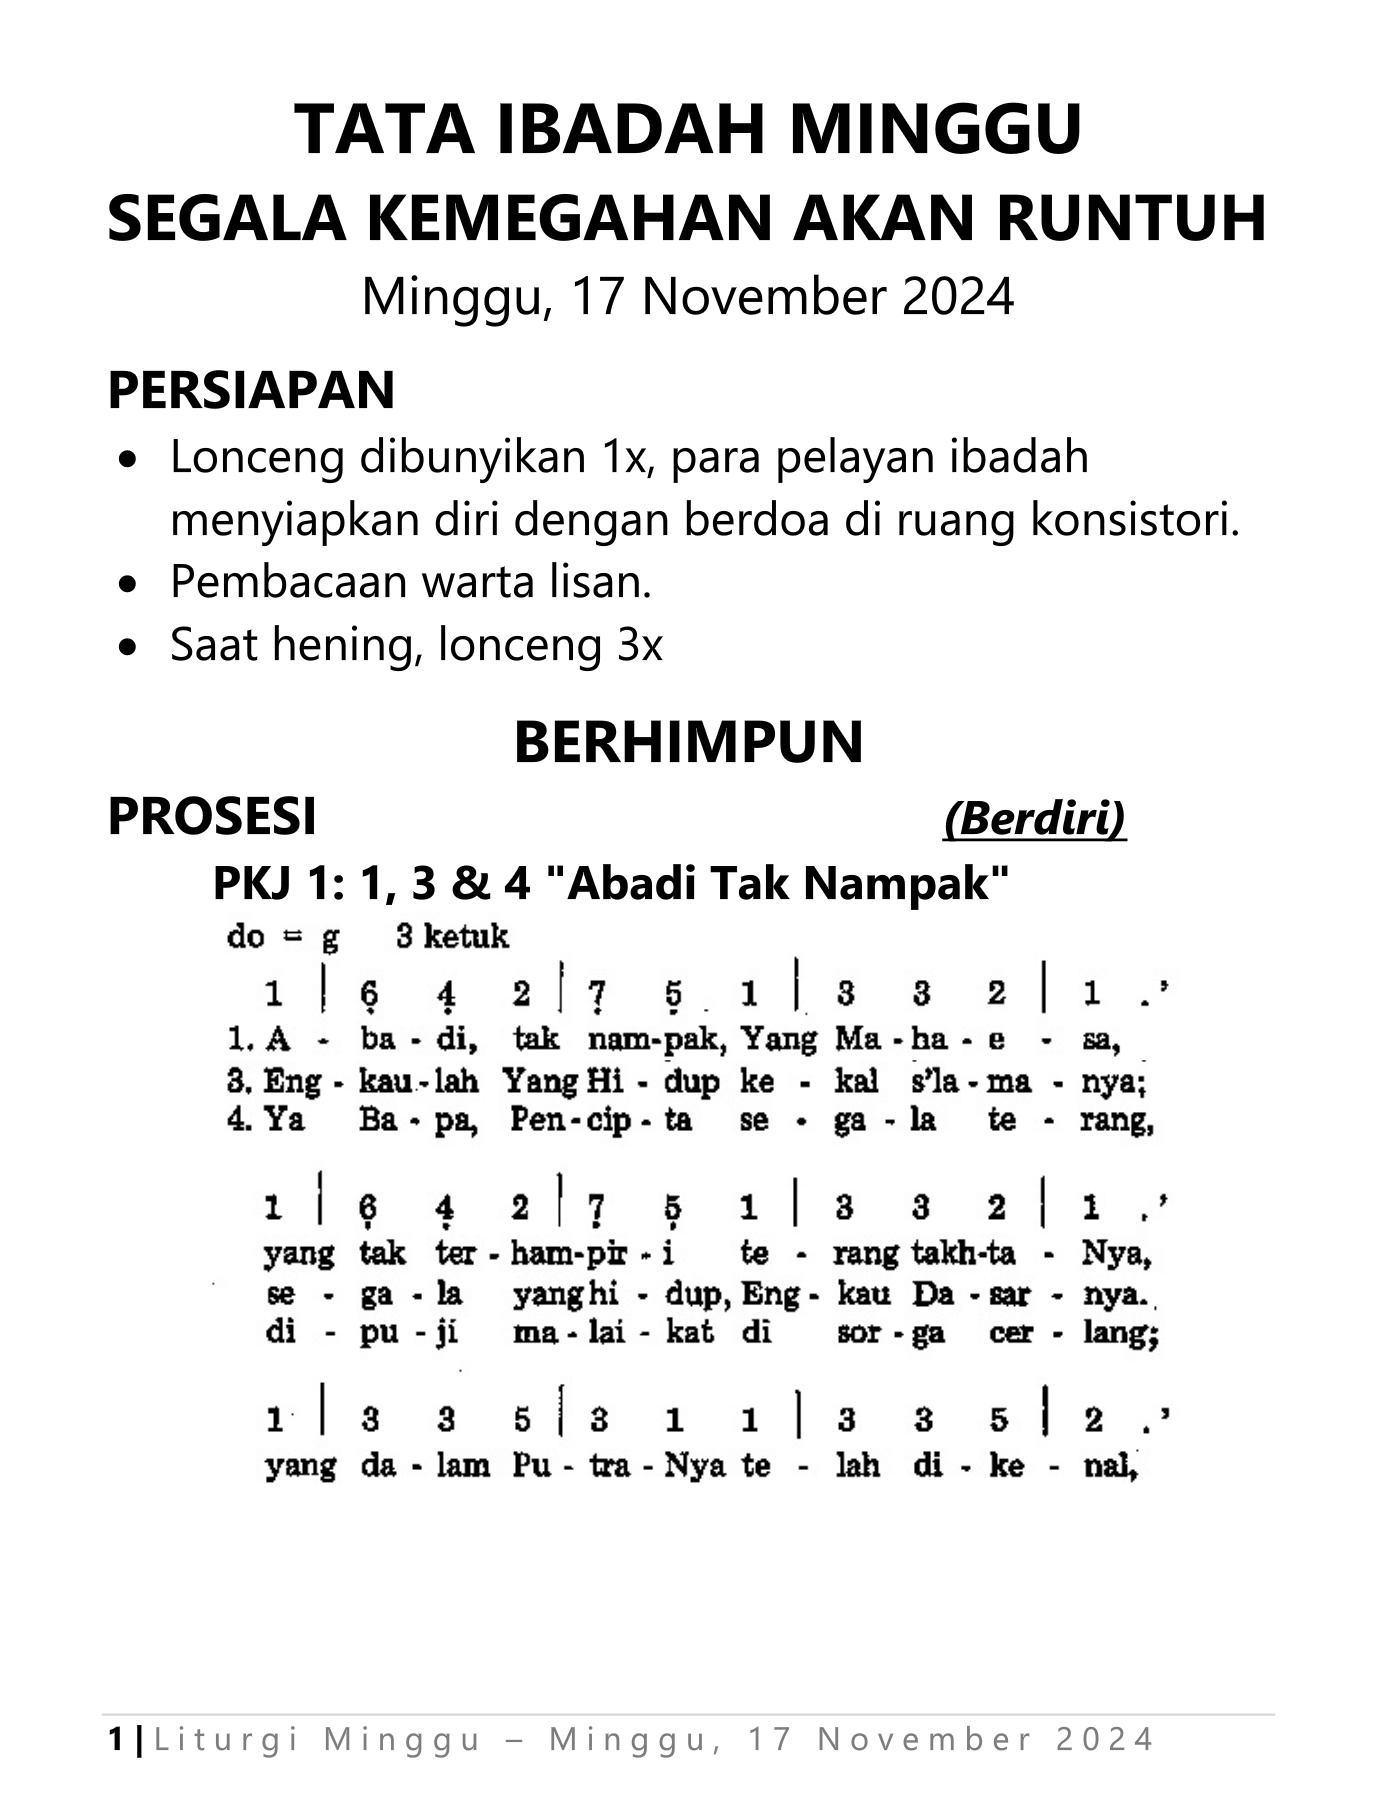 TATA IBADAH MINGGU
SEGALA KEMEGAHAN AKAN RUNTUH
Minggu, 17 November 2024
PERSIAPAN
• Lonceng dibunyikan 1x, para pelayan ibadah
menyiapkan diri dengan berdoa di ruang konsistori.
• Pembacaan warta lisan.
• Saat hening, lonceng 3x
BERHIMPUN
PROSESI (Berdiri)
PKJ 1: 1, 3 & 4 "Abadi Tak Nampak"
do = g 3 ketuk
1 | 6̣ 4̣ 2 | 7̣ 5̣ 1 | 3 3 2 | 1 . ’
1. A - ba - di, tak nam-pak, Yang Ma - ha - e - sa,
3. Eng - kau - lah Yang Hi - dup ke - kal s’la - ma - nya;
4. Ya Ba - pa, Pen - cip - ta se - ga - la te - rang,
1 | 6̣ 4̣ 2 | 7̣ 5̣ 1 | 3 3 2 | 1 . ’
yang tak ter - ham-pir - i te - rang takh-ta - Nya,
se - ga - la yang hi - dup, Eng - kau Da - sar - nya.
di - pu - ji ma - lai - kat di sor - ga cer - lang;
1 | 3 3 5 | 3 1 1 | 3 3 5 | 2 . ’
yang da - lam Pu - tra - Nya te - lah di - ke - nal,
1 | Liturgi Minggu – Minggu, 17 November 2024